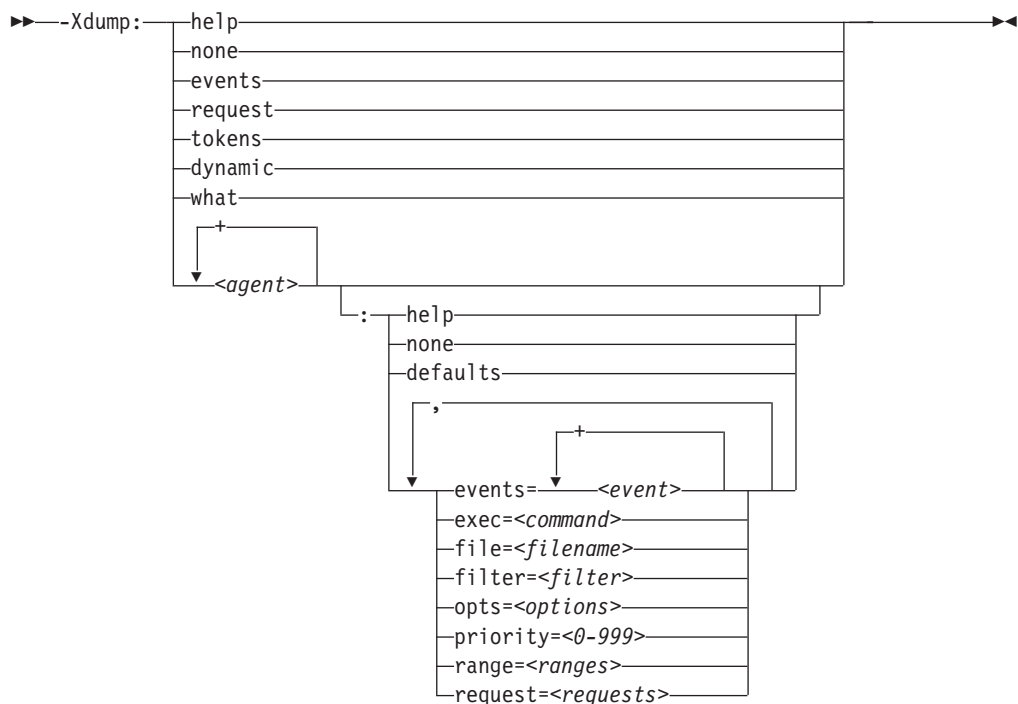 -Xdump: help
none
events
request
tokens
dynamic
what
+
<agent>
: help
none
defaults
,
+
events= <event>
exec=<command>
file=<filename>
filter=<filter>
opts=<options>
priority=<0-999>
range=<ranges>
request=<requests>